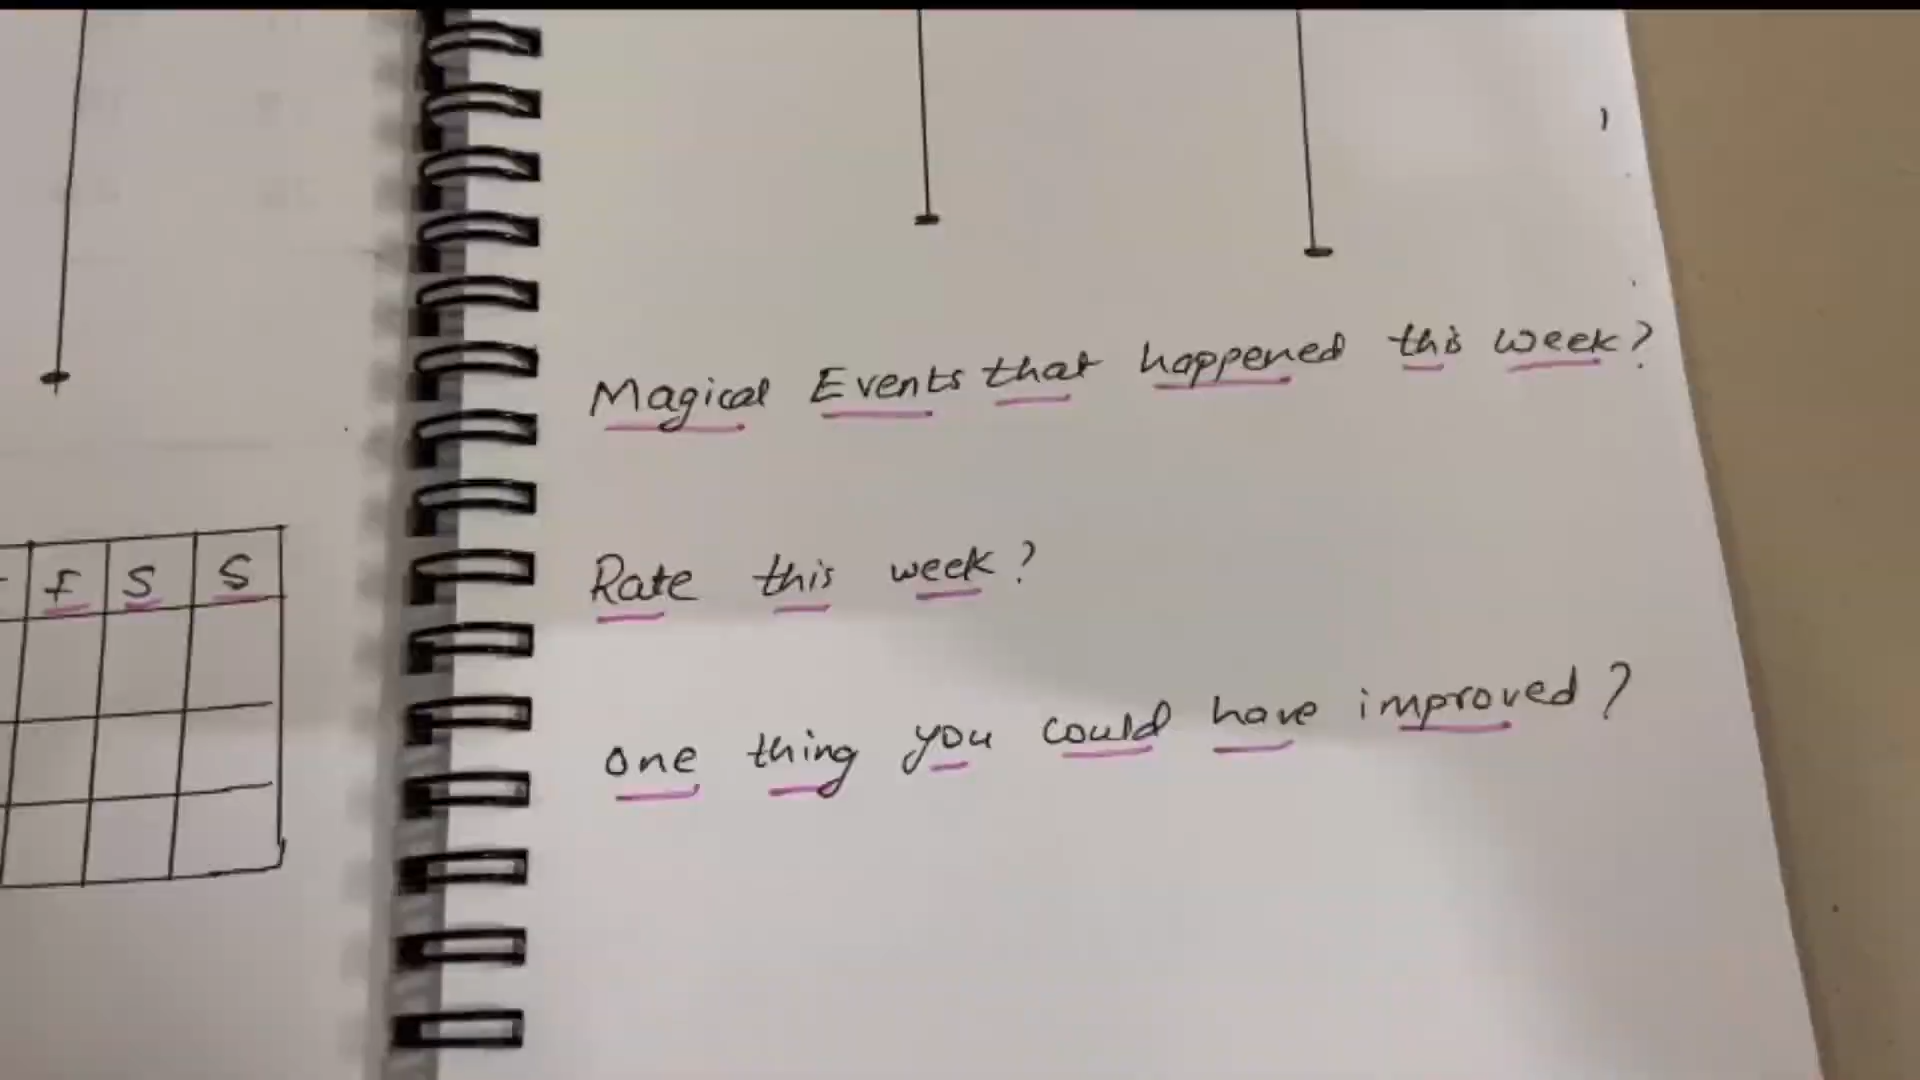 f S S
Magical Events that happened this week?
Rate this week?
one thing you could have improved?